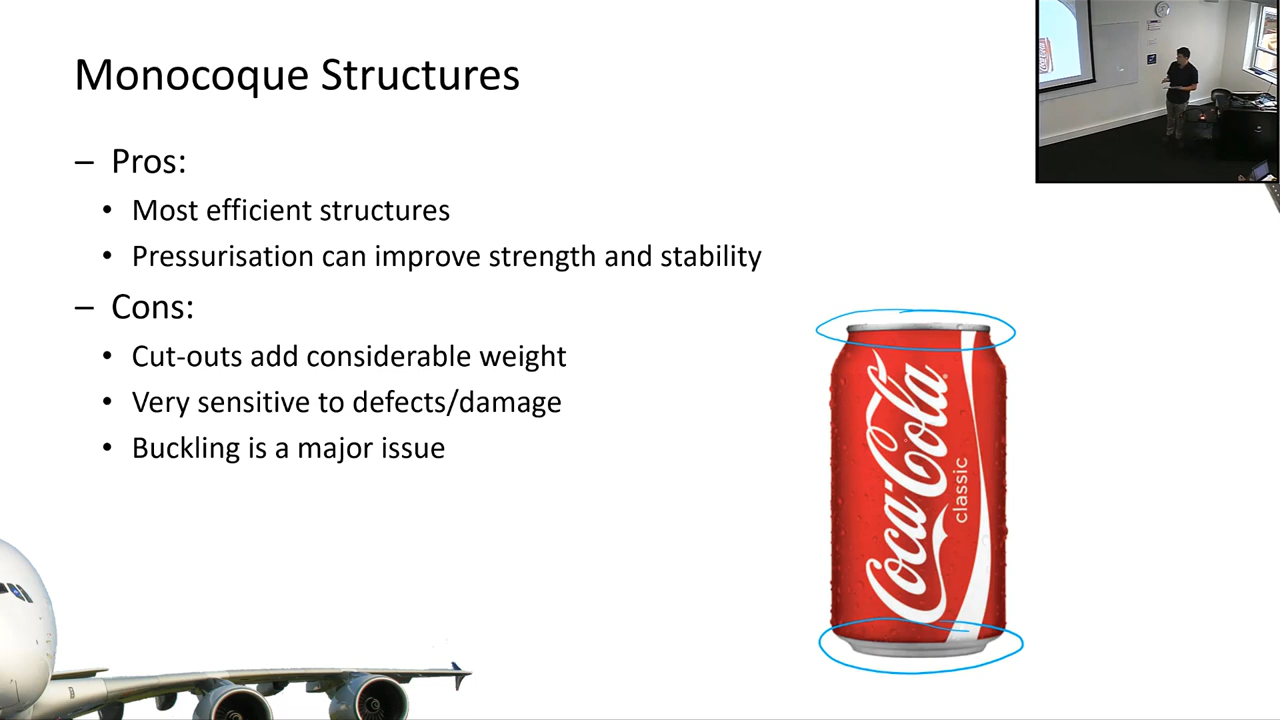 Monocoque Structures
– Pros:
• Most efficient structures
• Pressurisation can improve strength and stability
– Cons:
• Cut-outs add considerable weight
• Very sensitive to defects/damage
• Buckling is a major issue
Coca-Cola
classic